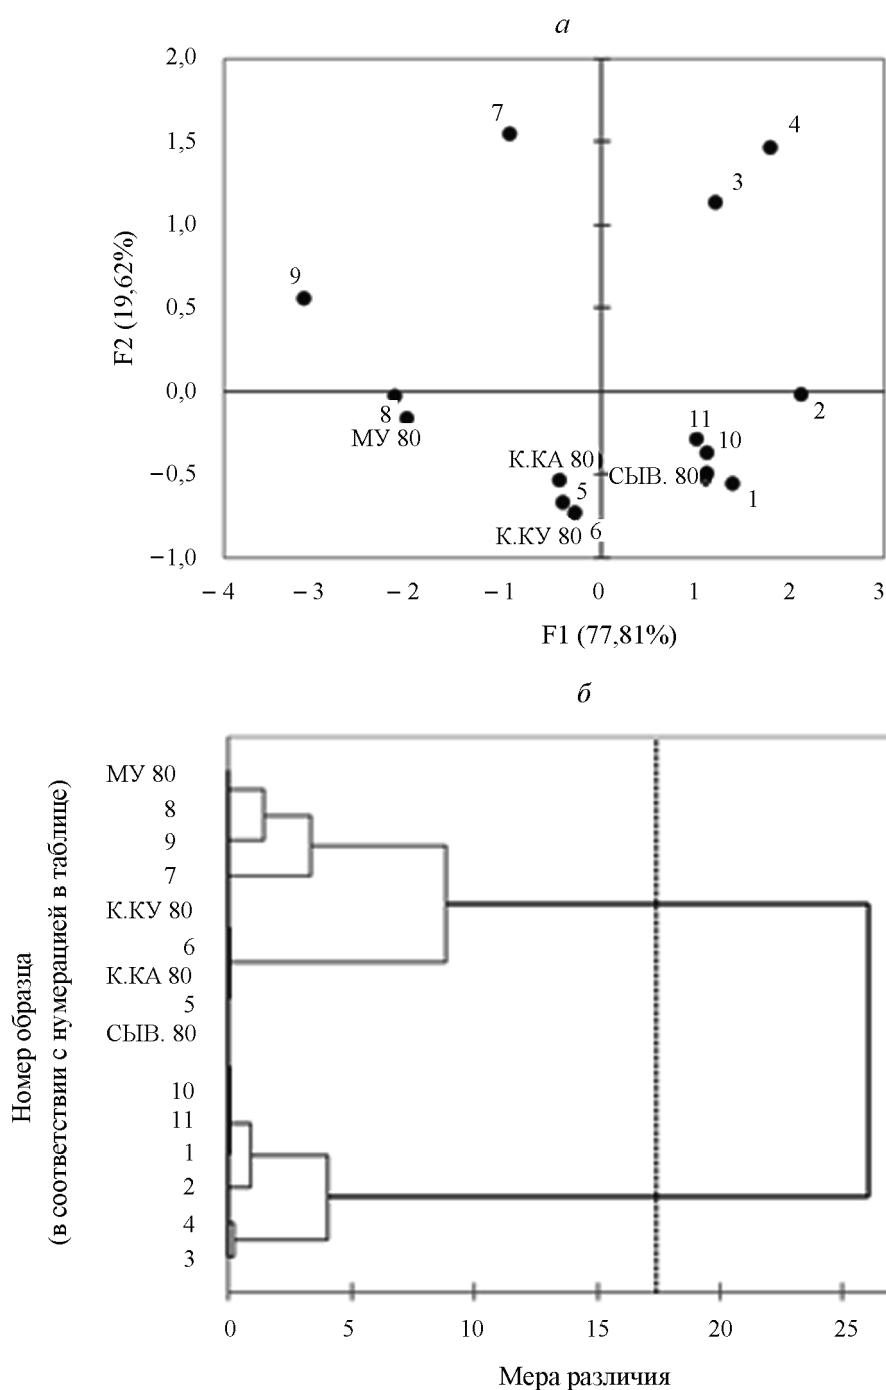 а
2,0
7
4
1,5
3
1,0
9
0,5
0,0
11
2
8
10
МУ 80
К.КА 80
−0,5
СЫВ. 80
5
1
К.КУ 80 6
−1,0
−4 −3 −2 −1 0 1 2 3
F1 (77,81%)
F2 (19,62%)
б
МУ 80
8
9
7
К.КУ 80
6
К.КА 80
5
СЫВ. 80
10
11
1
2
4
3
Номер образца
(в соответствии с нумерацией в таблице)
0 5 10 15 20 25
Мера различия